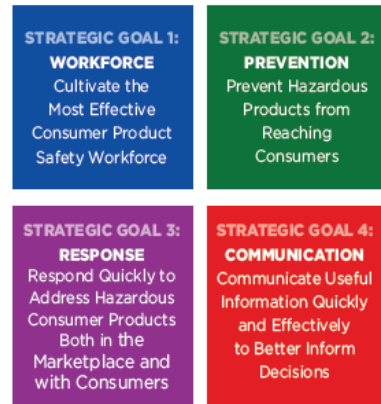 STRATEGIC GOAL 1:
WORKFORCE
Cultivate the
Most Effective
Consumer Product
Safety Workforce
STRATEGIC GOAL 2:
PREVENTION
Prevent Hazardous
Products from
Reaching
Consumers
STRATEGIC GOAL 3:
RESPONSE
Respond Quickly to
Address Hazardous
Consumer Products
Both in the
Marketplace and
with Consumers
STRATEGIC GOAL 4:
COMMUNICATION
Communicate Useful
Information Quickly
and Effectively
to Better Inform
Decisions